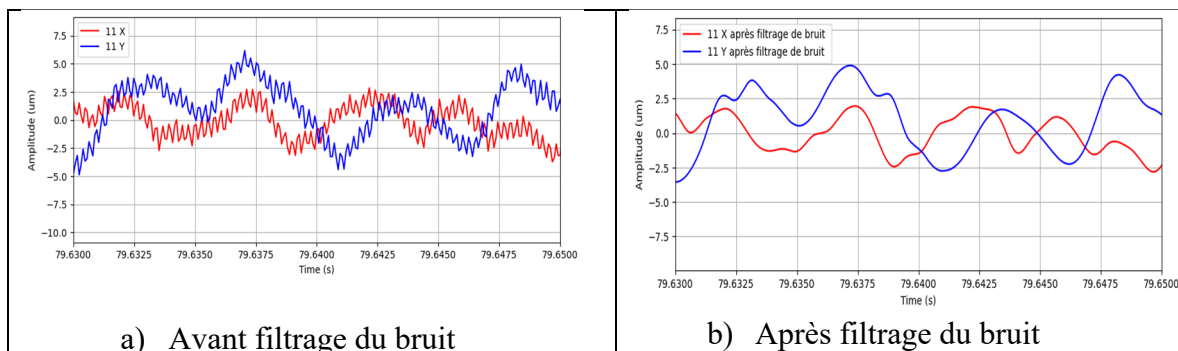 11 X
11 Y
Amplitude (um)
7.5
5.0
2.5
0.0
−2.5
−5.0
−7.5
−10.0
79.6300 79.6325 79.6350 79.6375 79.6400 79.6425 79.6450 79.6475 79.6500
Time (s)
a) Avant filtrage du bruit
11 X après filtrage de bruit
11 Y après filtrage de bruit
Amplitude (um)
7.5
5.0
2.5
0.0
−2.5
−5.0
−7.5
79.6300 79.6325 79.6350 79.6375 79.6400 79.6425 79.6450 79.6475 79.6500
Time (s)
b) Après filtrage du bruit